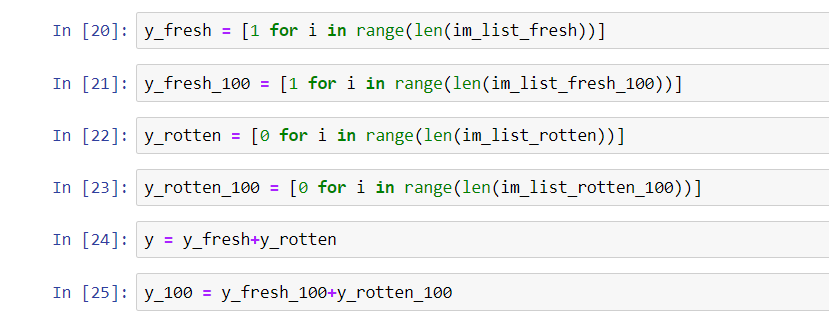 In [20]: y_fresh = [1 for i in range(len(im_list_fresh))]
In [21]: y_fresh_100 = [1 for i in range(len(im_list_fresh_100))]
In [22]: y_rotten = [0 for i in range(len(im_list_rotten))]
In [23]: y_rotten_100 = [0 for i in range(len(im_list_rotten_100))]
In [24]: y = y_fresh+y_rotten
In [25]: y_100 = y_fresh_100+y_rotten_100